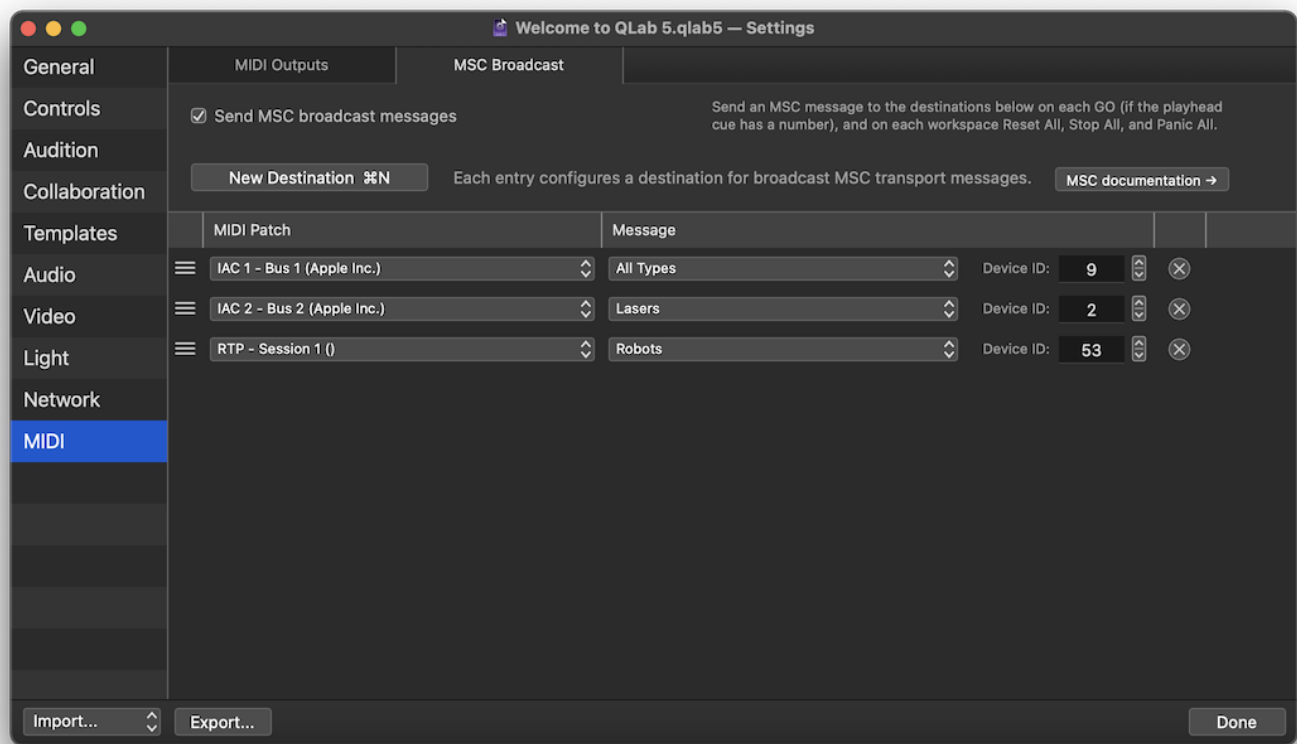 Welcome to QLab 5.qlab5 — Settings
General
Controls
Audition
Collaboration
Templates
Audio
Video
Light
Network
MIDI
MIDI Outputs
MSC Broadcast
Send MSC broadcast messages
Send an MSC message to the destinations below on each GO (if the playhead
cue has a number), and on each workspace Reset All, Stop All, and Panic All.
New Destination ⌘N
Each entry configures a destination for broadcast MSC transport messages.
MSC documentation →
MIDI Patch Message
IAC 1 - Bus 1 (Apple Inc.) All Types Device ID: 9
IAC 2 - Bus 2 (Apple Inc.) Lasers Device ID: 2
RTP - Session 1 () Robots Device ID: 53
Import... Export... Done